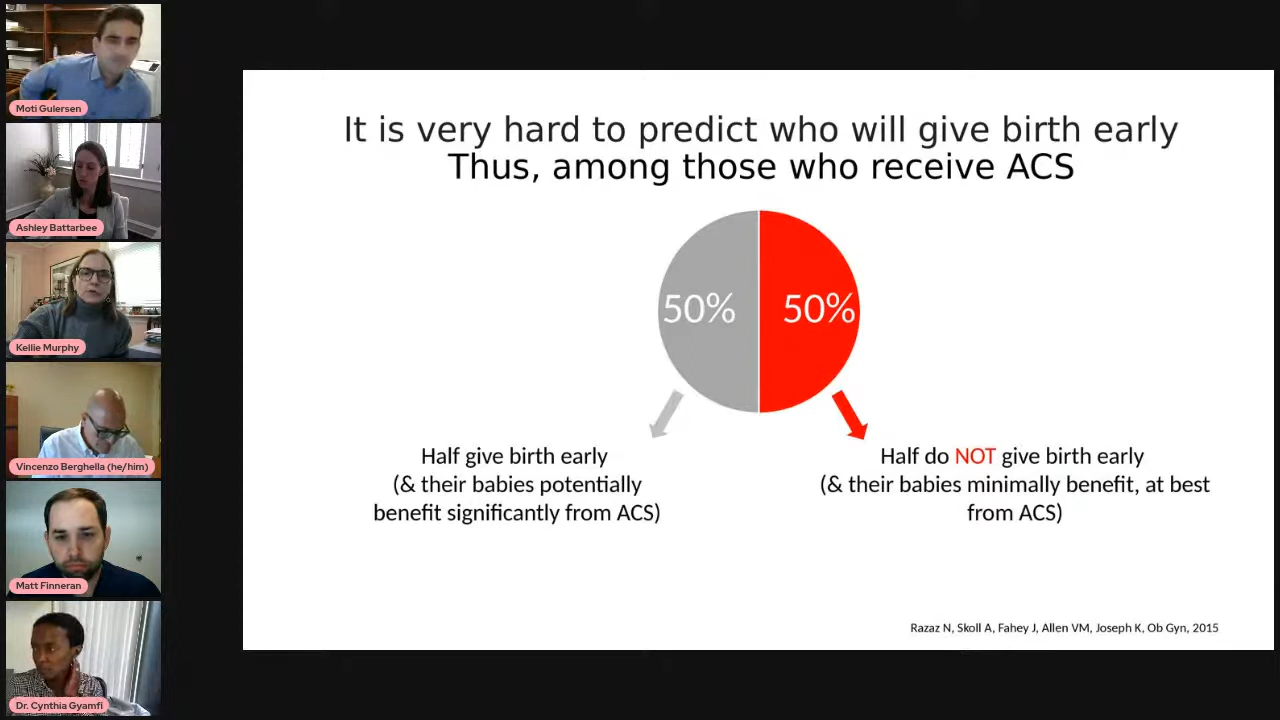 Moti Gulersen
Ashley Battarbee
Kellie Murphy
Vincenzo Berghella (he/him)
Matt Finneran
Dr. Cynthia Gyamfi
It is very hard to predict who will give birth early
Thus, among those who receive ACS
50%
50%
Half give birth early
(& their babies potentially
benefit significantly from ACS)
Half do NOT give birth early
(& their babies minimally benefit, at best
from ACS)
Razaz N, Skoll A, Fahey J, Allen VM, Joseph K, Ob Gyn, 2015